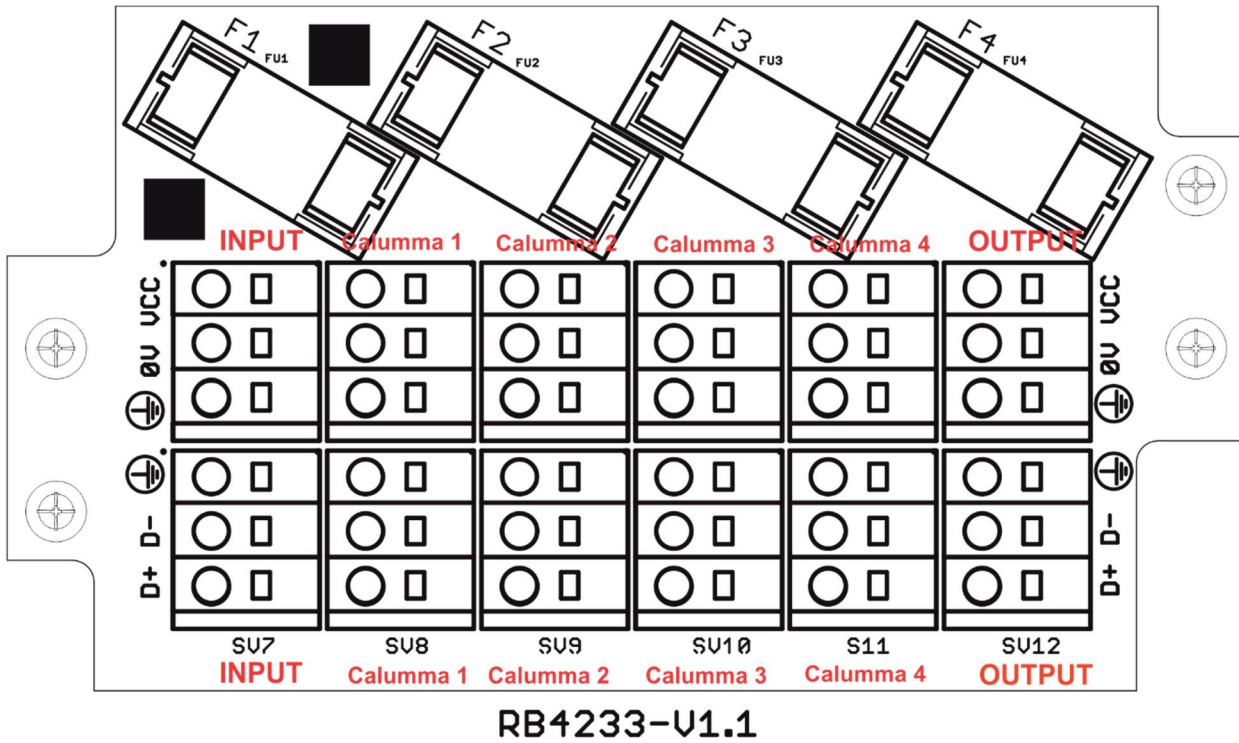 F1 FU1 F2 FU2 F3 FU3 F4 FU4
INPUT Calumma 1 Calumma 2 Calumma 3 Calumma 4 OUTPUT
VCC VCC
0V 0V
D- D-
D+ D+
SV7 SV8 SV9 SV10 S11 SV12
INPUT Calumma 1 Calumma 2 Calumma 3 Calumma 4 OUTPUT
RB4233-V1.1